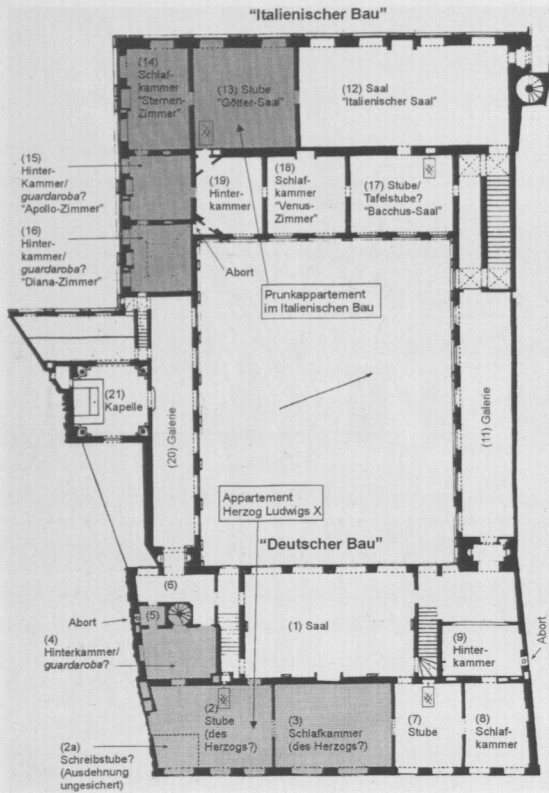 "Italienischer Bau"
(14)
Schlaf-
kammer
"Sternen-
Zimmer"
(13) Stube
"Götter-Saal"
(12) Saal
"Italienischer Saal"
(15)
Hinter-
Kammer/
guardaroba?
"Apollo-Zimmer"
(19)
Hinter-
kammer
(18)
Schlaf-
kammer
"Venus-
Zimmer"
(17) Stube/
Tafelstube?
"Bacchus-Saal"
(16)
Hinter-
kammer/
guardaroba?
"Diana-Zimmer"
Abort
Prunkappartement
im Italienischen Bau
(21)
Kapelle
(20) Galerie
(11) Galerie
Appartement
Herzog Ludwigs X
"Deutscher Bau"
(6)
Abort
(5)
(1) Saal
(4)
Hinterkammer/
guardaroba?
(9)
Hinter-
kammer
Abort
(2)
Stube
(des
Herzogs?)
(3)
Schlafkammer
(des Herzogs?)
(7)
Stube
(8)
Schlaf-
kammer
(2a)
Schreibstube?
(Ausdehnung
ungesichert)